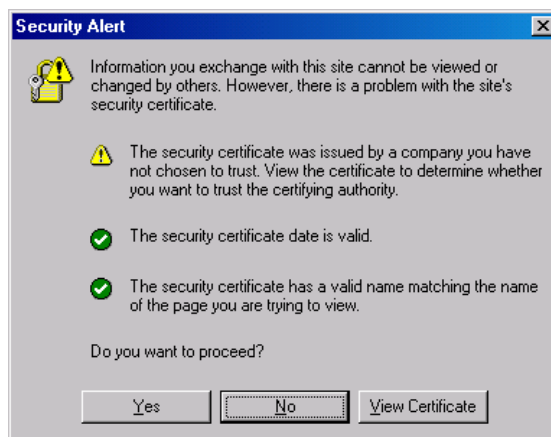 Security Alert
Information you exchange with this site cannot be viewed or
changed by others. However, there is a problem with the site's
security certificate.
The security certificate was issued by a company you have
not chosen to trust. View the certificate to determine whether
you want to trust the certifying authority.
The security certificate date is valid.
The security certificate has a valid name matching the name
of the page you are trying to view.
Do you want to proceed?
Yes No View Certificate